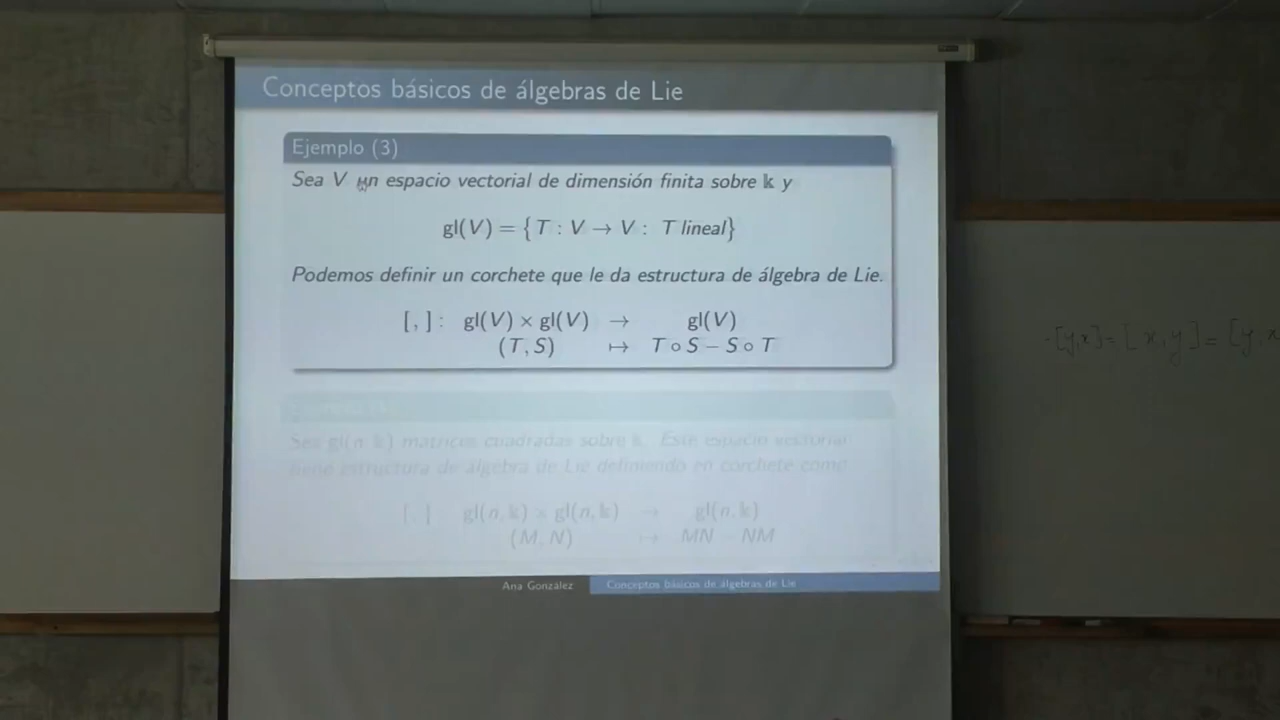 Conceptos básicos de álgebras de Lie
Ejemplo (3)
Sea V un espacio vectorial de dimensión finita sobre 𝕜 y
gl(V) = {T : V → V : T lineal}
Podemos definir un corchete que le da estructura de álgebra de Lie.
[ , ] : gl(V) × gl(V) → gl(V)
(T, S) ↦ T ∘ S − S ∘ T
Sea gl(n, 𝕜) matrices cuadradas sobre 𝕜. Este espacio vectorial
tiene estructura de álgebra de Lie definiendo en corchete como
[ , ] : gl(n, 𝕜) × gl(n, 𝕜) → gl(n, 𝕜)
(M, N) ↦ MN − NM
Ana González Conceptos básicos de álgebras de Lie
-[y,x] = [x,y] = [y,x